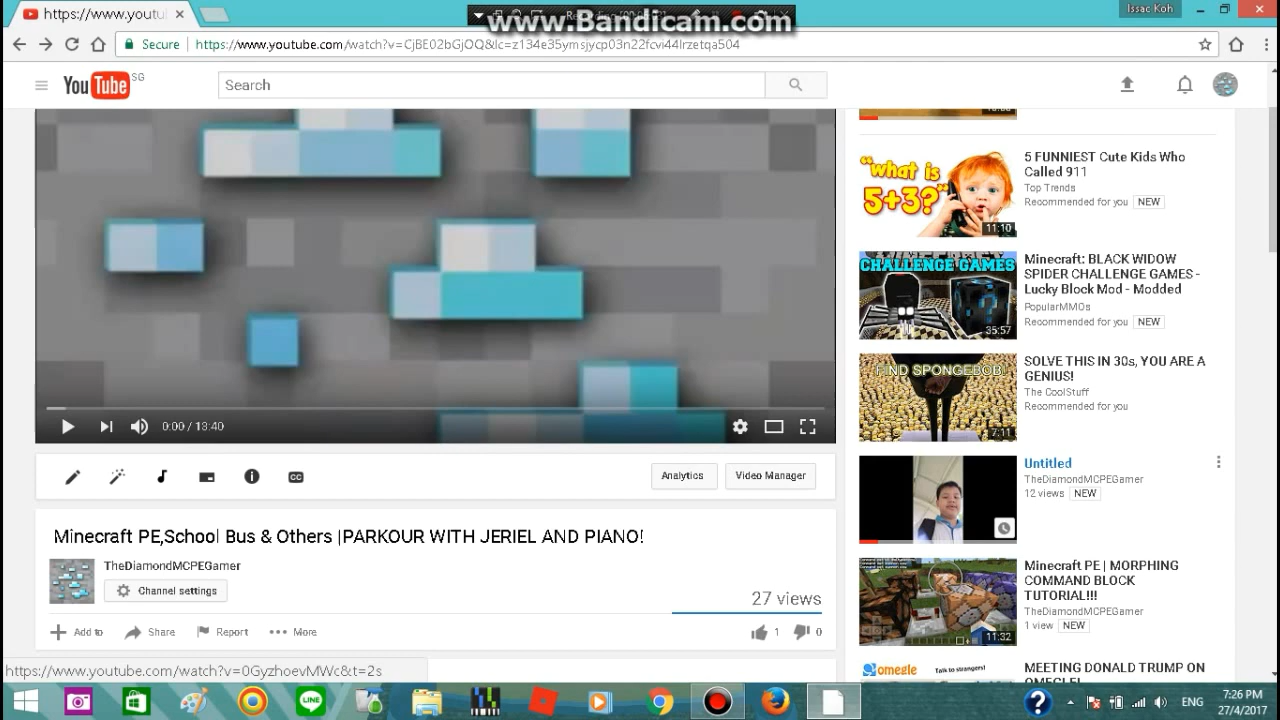 www.Bandicam.com
https://www.youtu
Issac Koh
Secure
https://www.youtube.com/watch?v=CjBE02bGjOQ&lc=z134e35ymsjycp03n22fcvi44lrzetqa504
YouTube SG
Search
5 FUNNIEST Cute Kids Who
Called 911
Top Trends
Recommended for you NEW
"what is
5+3?"
11:10
Minecraft: BLACK WIDOW
SPIDER CHALLENGE GAMES -
Lucky Block Mod - Modded
PopularMMOs
Recommended for you NEW
CHALLENGE GAMES
35:57
SOLVE THIS IN 30s, YOU ARE A
GENIUS!
The CoolStuff
Recommended for you
FIND SPONGEBOB!
7:11
0:00 / 13:40
Untitled
TheDiamondMCPEGamer
12 views NEW
Analytics
Video Manager
Minecraft PE,School Bus & Others |PARKOUR WITH JERIEL AND PIANO!
TheDiamondMCPEGamer
Channel settings
27 views
Add to
Share
Report
More
1
0
Minecraft PE | MORPHING
COMMAND BLOCK
TUTORIAL!!!
TheDiamondMCPEGamer
1 view NEW
11:32
omegle
Talk to strangers!
MEETING DONALD TRUMP ON
OMEGLE!
https://www.youtube.com/watch?v=0GyzhoeyMWc&t=2s
LINE
ENG
7:26 PM
27/4/2017